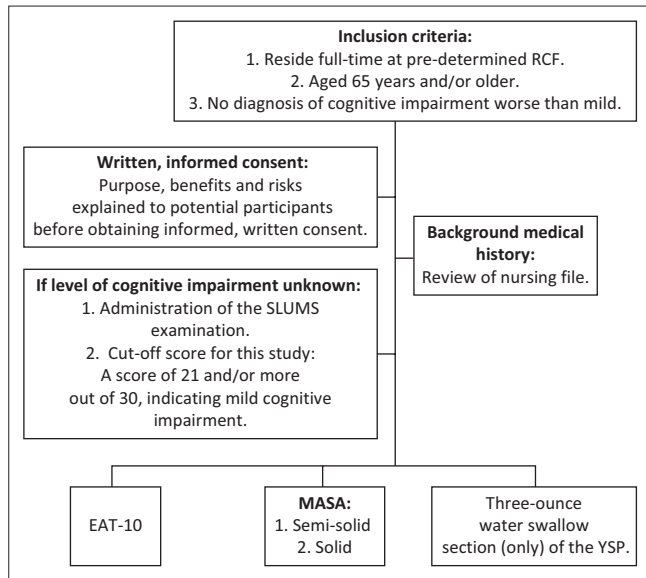 Inclusion criteria:
1. Reside full-time at pre-determined RCF.
2. Aged 65 years and/or older.
3. No diagnosis of cognitive impairment worse than mild.
Written, informed consent:
Purpose, benefits and risks
explained to potential participants
before obtaining informed, written consent.
Background medical
history:
Review of nursing file.
If level of cognitive impairment unknown:
1. Administration of the SLUMS
examination.
2. Cut-off score for this study:
A score of 21 and/or more
out of 30, indicating mild cognitive
impairment.
EAT-10
MASA:
1. Semi-solid
2. Solid
Three-ounce
water swallow
section (only) of the YSP.